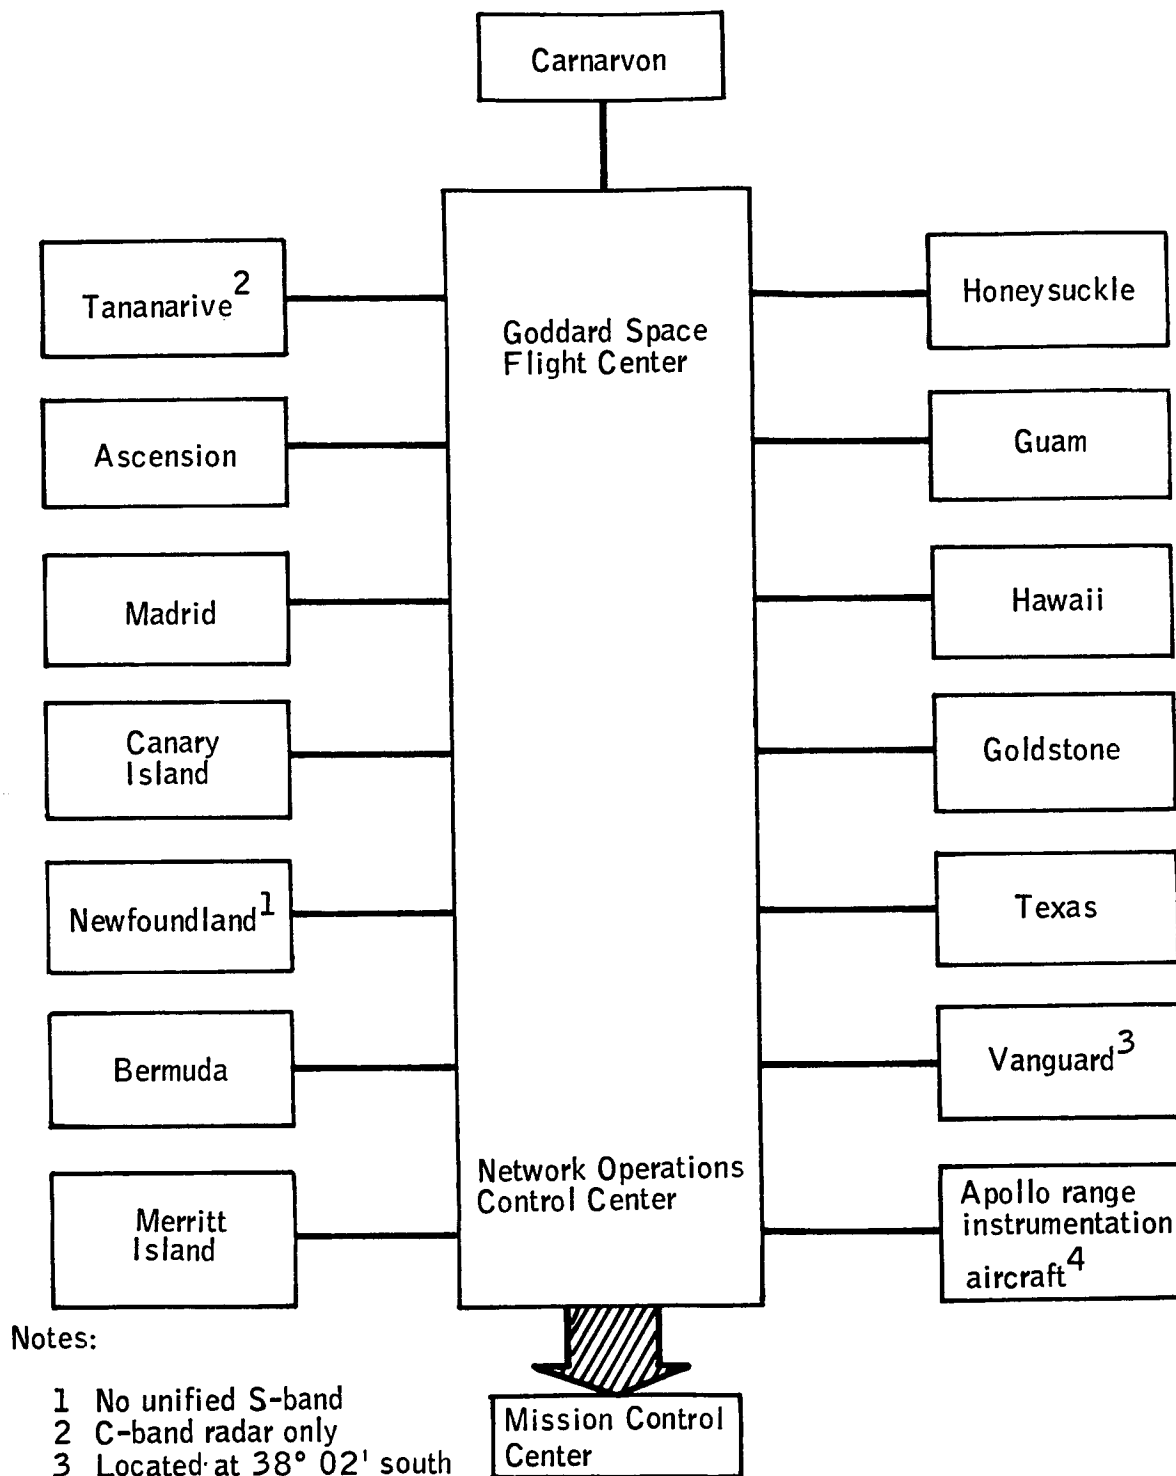 Carnarvon
Tananarive2
Ascension
Madrid
Canary
Island
Newfoundland1
Bermuda
Merritt
Island
Goddard Space
Flight Center
Network Operations
Control Center
Honeysuckle
Guam
Hawaii
Goldstone
Texas
Vanguard3
Apollo range
instrumentation
aircraft4
Mission Control
Center
Notes:
1 No unified S-band
2 C-band radar only
3 Located at 38° 02' south